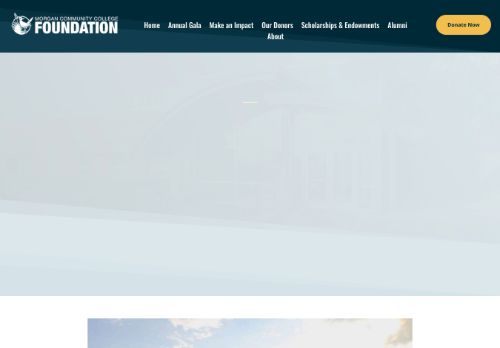 MORGAN COMMUNITY COLLEGE
FOUNDATION
Home Annual Gala Make an Impact Our Donors Scholarships & Endowments Alumni
About
Donate Now